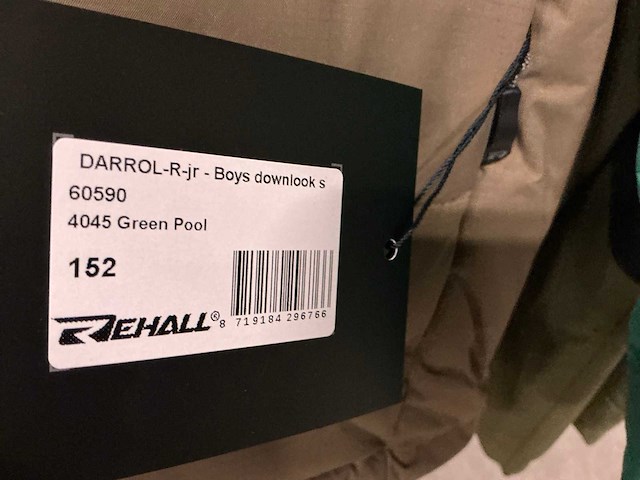 DARROL-R-jr - Boys downlook s
60590
4045 Green Pool
152
REHALL®
8 719184 296766